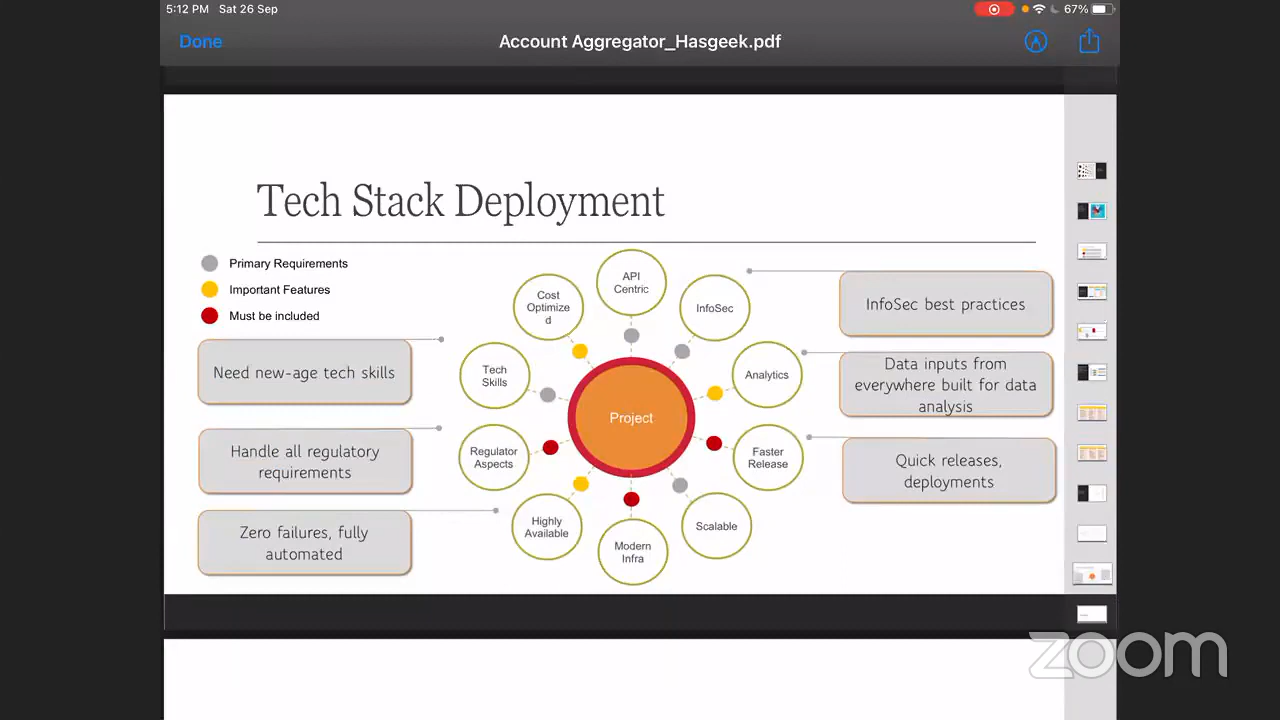 5:12 PM Sat 26 Sep
67%
Done
Account Aggregator_Hasgeek.pdf
Tech Stack Deployment
Primary Requirements
Important Features
Must be included
Need new-age tech skills
Handle all regulatory
requirements
Zero failures, fully
automated
API
Centric
Cost
Optimize
d
InfoSec
Tech
Skills
Analytics
Project
Regulator
Aspects
Faster
Release
Highly
Available
Scalable
Modern
Infra
InfoSec best practices
Data inputs from
everywhere built for data
analysis
Quick releases,
deployments
zoom